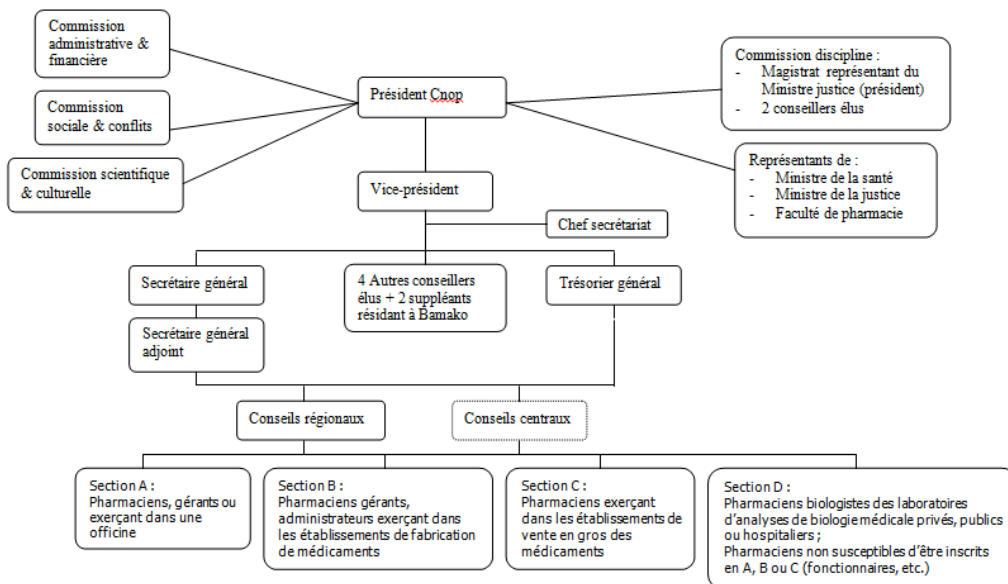 Commission
administrative &
financière
Commission
sociale & conflits
Commission scientifique
& culturelle
Président Cnop
Commission discipline :
- Magistrat représentant du
Ministre justice (président)
- 2 conseillers élus
Représentants de :
- Ministre de la santé
- Ministre de la justice
- Faculté de pharmacie
Vice-président
Chef secrétariat
Secrétaire général
4 Autres conseillers
élus + 2 suppléants
résidant à Bamako
Trésorier général
Secrétaire général
adjoint
Conseils régionaux
Conseils centraux
Section A :
Pharmaciens, gérants ou
exerçant dans une
officine
Section B :
Pharmaciens gérants,
administrateurs exerçant dans
les établissements de fabrication
de médicaments
Section C :
Pharmaciens exerçant
dans les établissements de
vente en gros des
médicaments
Section D :
Pharmaciens biologistes des laboratoires
d'analyses de biologie médicale privés, publics
ou hospitaliers ;
Pharmaciens non susceptibles d'être inscrits
en A, B ou C (fonctionnaires, etc.)